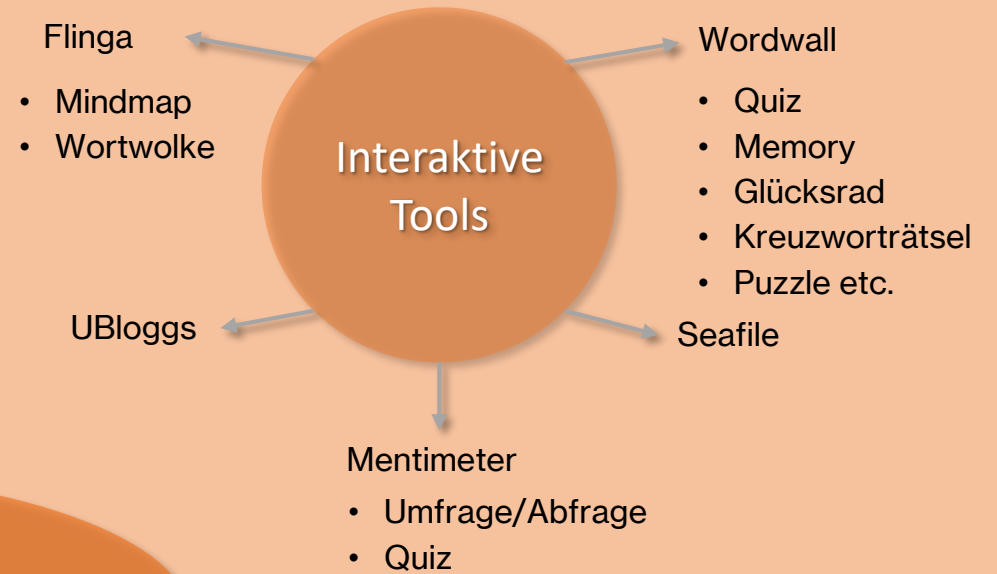 Flinga
• Mindmap
• Wortwolke
Interaktive
Tools
Wordwall
• Quiz
• Memory
• Glücksrad
• Kreuzworträtsel
• Puzzle etc.
UBloggs
Seafile
Mentimeter
• Umfrage/Abfrage
• Quiz